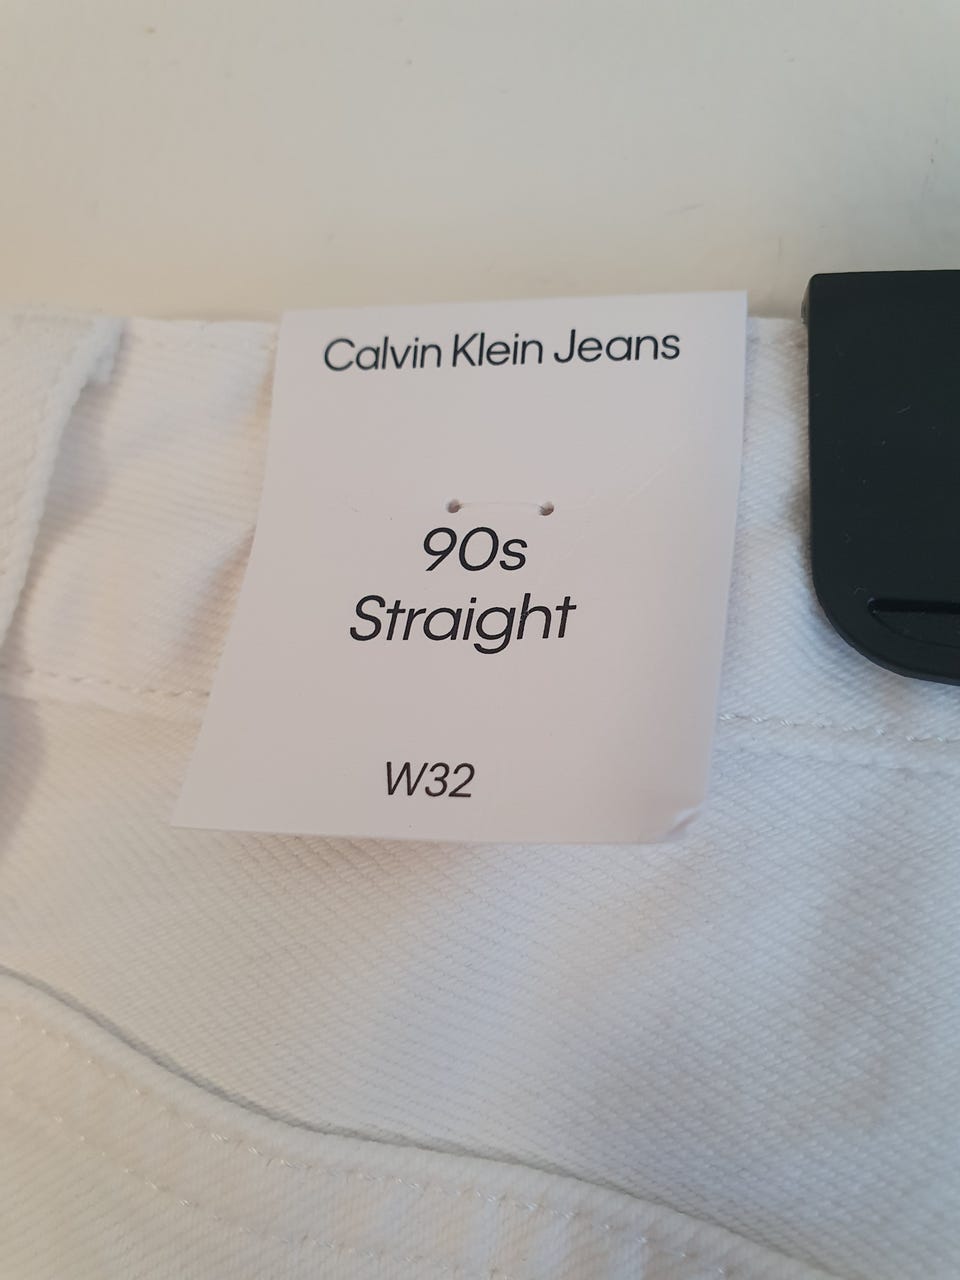 Calvin Klein Jeans
90s
Straight
W32